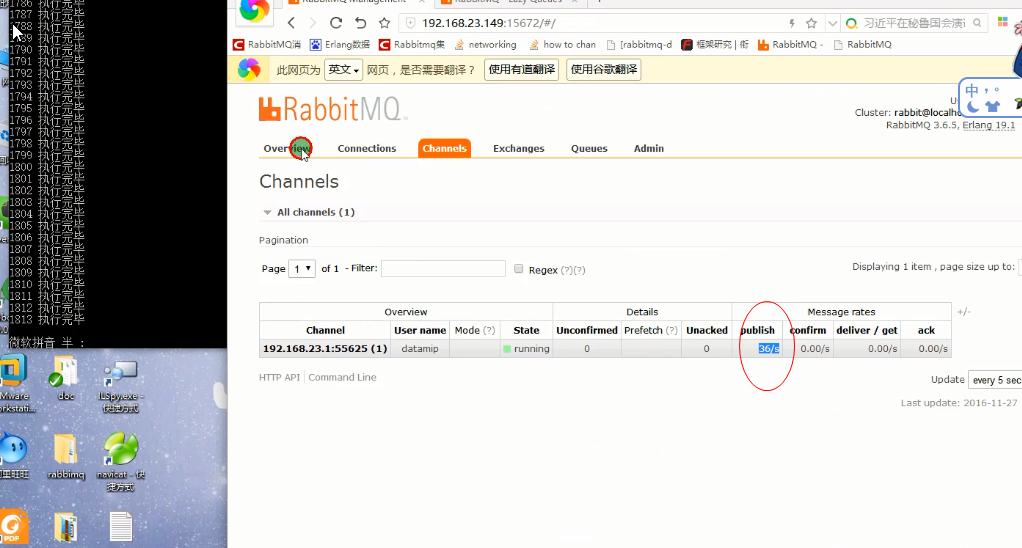 1787 执行完毕
1788 执行完毕
1789 执行完毕
1790 执行完毕
1791 执行完毕
1792 执行完毕
1793 执行完毕
1794 执行完毕
1795 执行完毕
1796 执行完毕
1797 执行完毕
1798 执行完毕
1799 执行完毕
1800 执行完毕
1801 执行完毕
1802 执行完毕
1803 执行完毕
1804 执行完毕
1805 执行完毕
1806 执行完毕
1807 执行完毕
1808 执行完毕
1809 执行完毕
1810 执行完毕
1811 执行完毕
1812 执行完毕
1813 执行完毕
微软拼音 半 :
doc
ILSpy.exe - 快捷方式
rabbimq
navicat - 快捷方式
PDF
192.168.23.149:15672/#/
习近平在秘鲁国会演讲
RabbitMQ消
Erlang数据
Rabbitmq集
networking
how to chan
[rabbitmq-d
框架研究 | 衔
RabbitMQ -
RabbitMQ
此网页为 英文 网页，是否需要翻译？ 使用有道翻译 使用谷歌翻译
中
RabbitMQ
Cluster: rabbit@localho
RabbitMQ 3.6.5, Erlang 19.1
Overview Connections Channels Exchanges Queues Admin
Channels
All channels (1)
Pagination
Page 1 of 1 - Filter: Regex (?)(?)
Displaying 1 item , page size up to:
Overview Details Message rates +/-
Channel User name Mode (?) State Unconfirmed Prefetch (?) Unacked publish confirm deliver / get ack
192.168.23.1:55625 (1) datamip running 0 0 36/s 0.00/s 0.00/s 0.00/s
HTTP API Command Line
Update every 5 sec
Last update: 2016-11-27